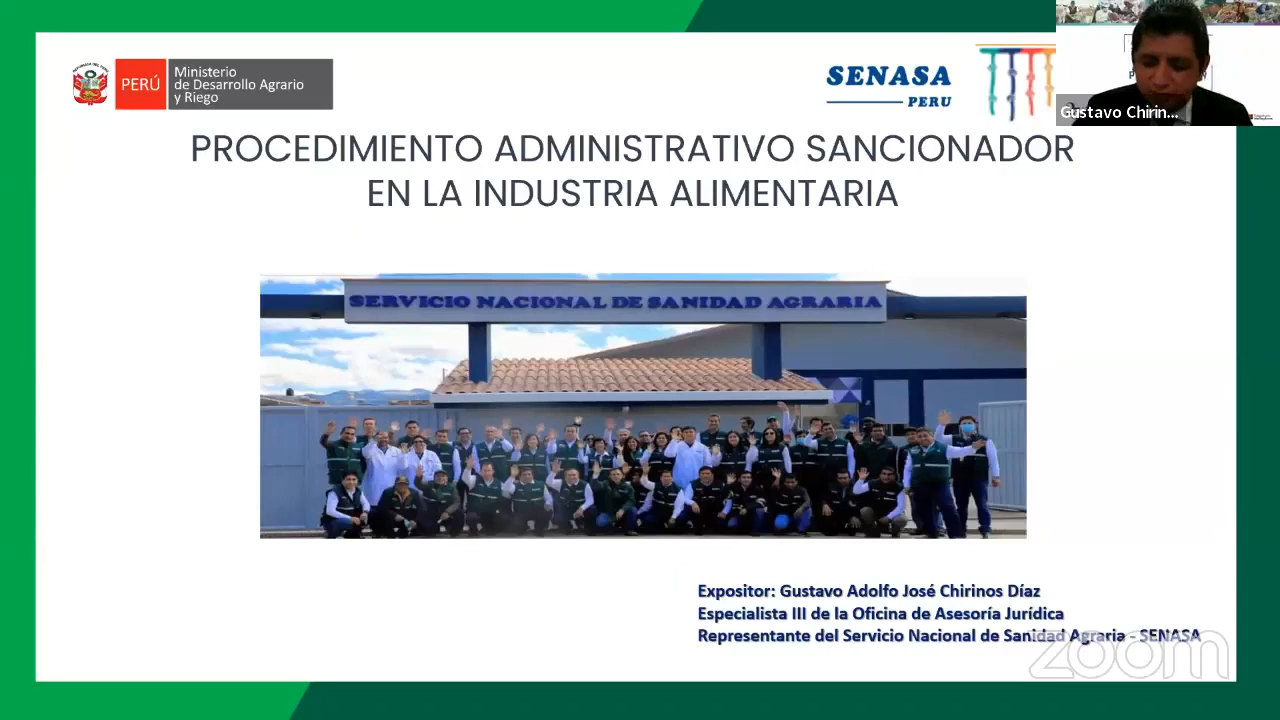 PERÚ
Ministerio
de Desarrollo Agrario
y Riego
SENASA
PERU
Gustavo Chirin...
PROCEDIMIENTO ADMINISTRATIVO SANCIONADOR
EN LA INDUSTRIA ALIMENTARIA
SERVICIO NACIONAL DE SANIDAD AGRARIA
Expositor: Gustavo Adolfo José Chirinos Díaz
Especialista III de la Oficina de Asesoría Jurídica
Representante del Servicio Nacional de Sanidad Agraria - SENASA
zoom